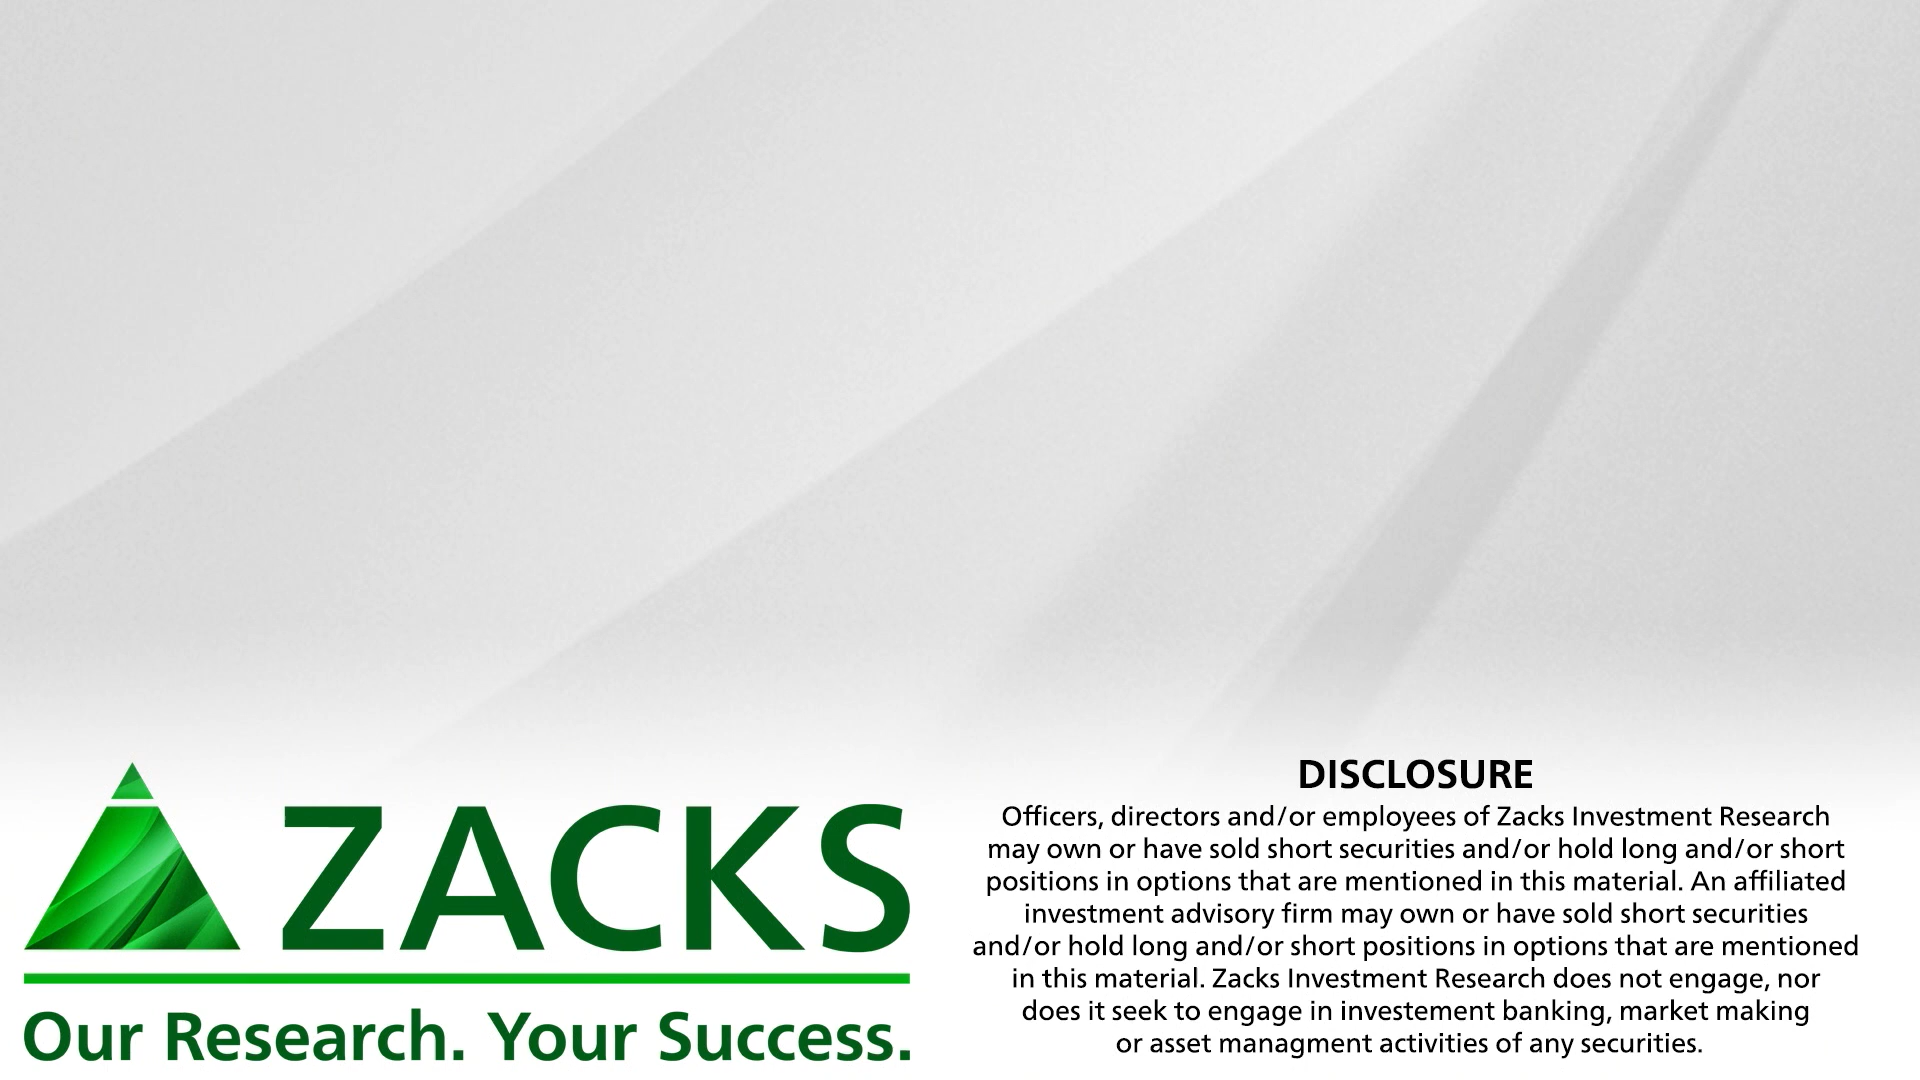 ZACKS
Our Research. Your Success.
DISCLOSURE
Officers, directors and/or employees of Zacks Investment Research
may own or have sold short securities and/or hold long and/or short
positions in options that are mentioned in this material. An affiliated
investment advisory firm may own or have sold short securities
and/or hold long and/or short positions in options that are mentioned
in this material. Zacks Investment Research does not engage, nor
does it seek to engage in investement banking, market making
or asset managment activities of any securities.